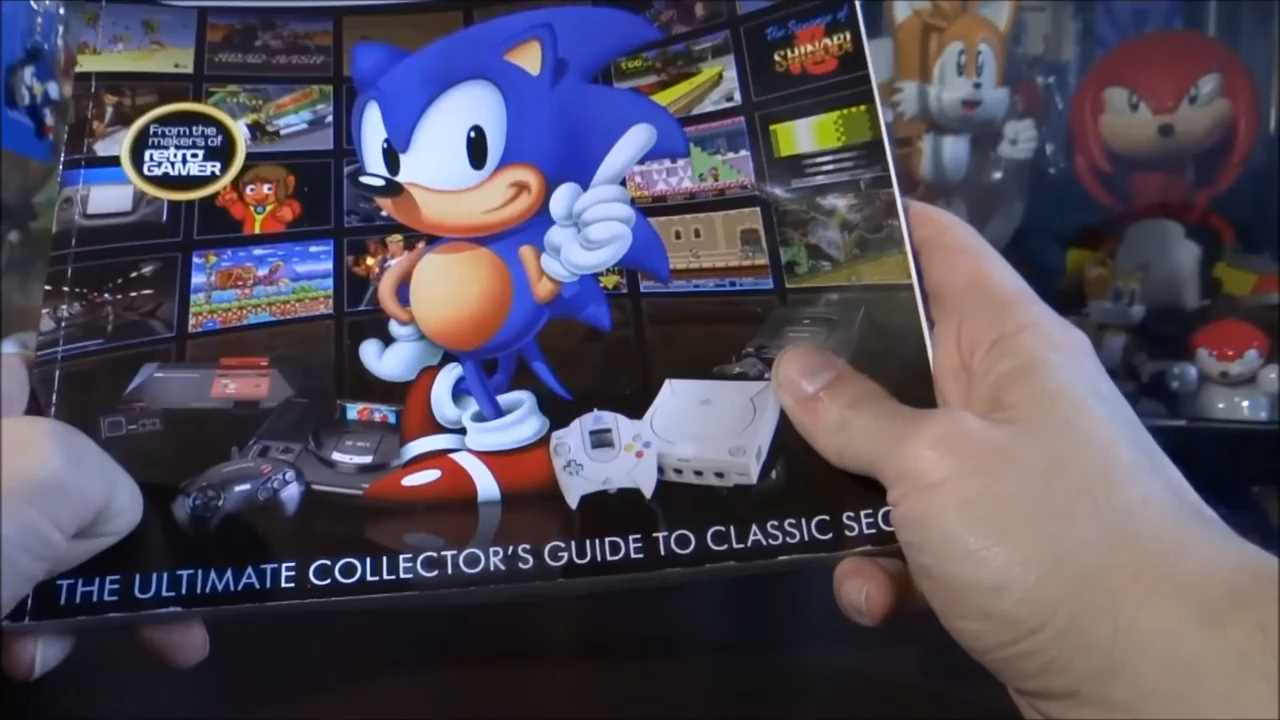 The Revenge of
SHINOBI
From the
makers of
retro
GAMER
THE ULTIMATE COLLECTOR'S GUIDE TO CLASSIC SEG